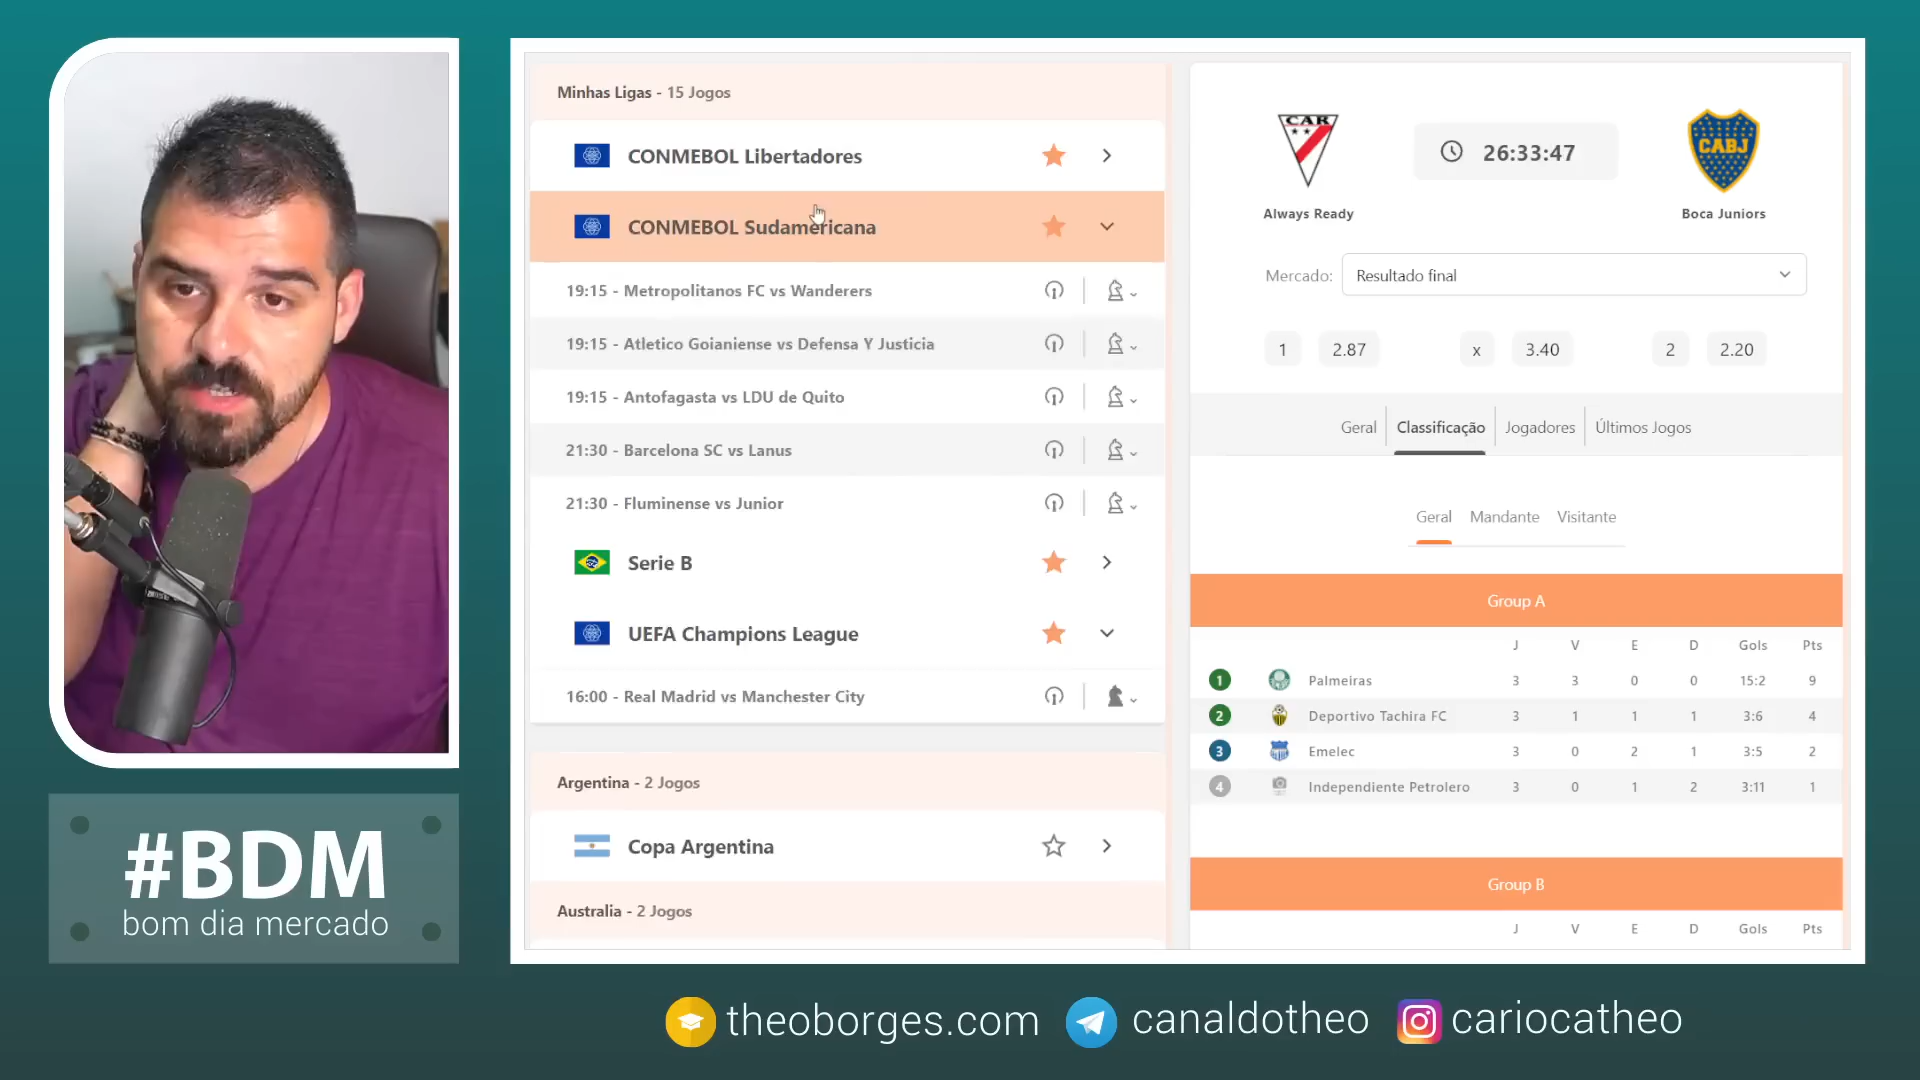 Minhas Ligas - 15 Jogos
CONMEBOL Libertadores
CONMEBOL Sudamericana
19:15 - Metropolitanos FC vs Wanderers
19:15 - Atletico Goianiense vs Defensa Y Justicia
19:15 - Antofagasta vs LDU de Quito
21:30 - Barcelona SC vs Lanus
21:30 - Fluminense vs Junior
Serie B
UEFA Champions League
16:00 - Real Madrid vs Manchester City
Argentina - 2 Jogos
Copa Argentina
Australia - 2 Jogos
CAR
CABJ
26:33:47
Always Ready
Boca Juniors
Mercado: Resultado final
1 2.87 x 3.40 2 2.20
Geral Classificação Jogadores Últimos Jogos
Geral Mandante Visitante
Group A
J V E D Gols Pts
1 Palmeiras 3 3 0 0 15:2 9
2 Deportivo Tachira FC 3 1 1 1 3:6 4
3 Emelec 3 0 2 1 3:5 2
4 Independiente Petrolero 3 0 1 2 3:11 1
Group B
J V E D Gols Pts
#BDM
bom dia mercado
theoborges.com canaldotheo cariocatheo